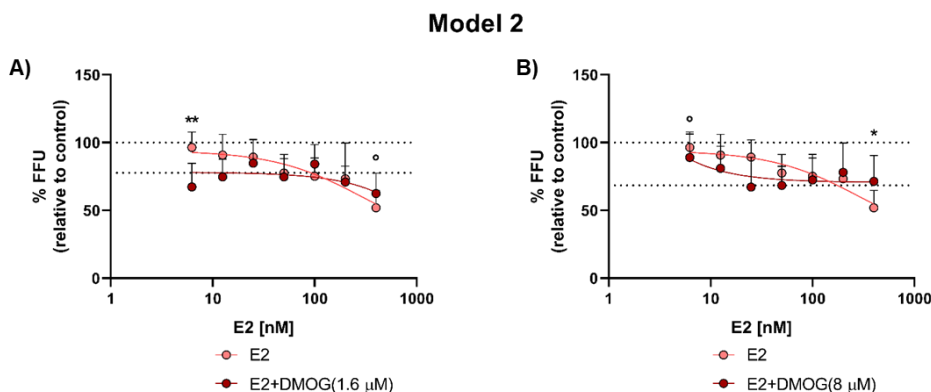 Model 2
A)
150
100
50
0
% FFU
(relative to control)
**
°
1
10
100
1000
E2 [nM]
E2
E2+DMOG(1.6 μM)
B)
150
100
50
0
% FFU
(relative to control)
°
*
1
10
100
1000
E2 [nM]
E2
E2+DMOG(8 μM)